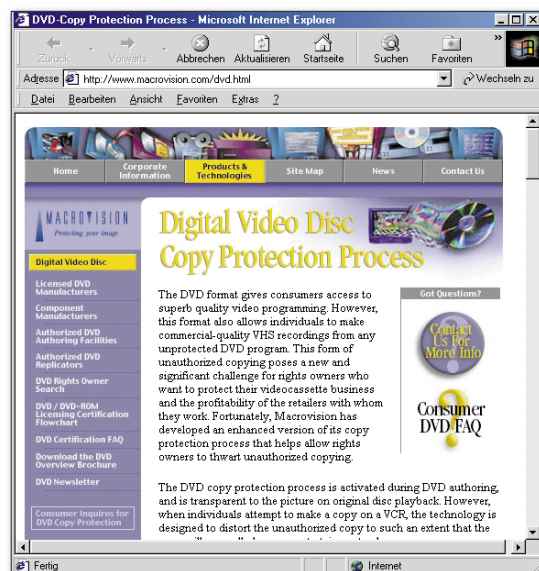 DVD-Copy Protection Process - Microsoft Internet Explorer
Zurück Vorwärts Abbrechen Aktualisieren Startseite Suchen Favoriten »
Adresse http://www.macrovision.com/dvd.html Wechseln zu
Datei Bearbeiten Ansicht Favoriten Extras ?
Home Corporate Information Products & Technologies Site Map News Contact Us
MACROVISION
Protecting your image
Digital Video Disc
Licensed DVD
Manufacturers
Component
Manufacturers
Authorized DVD
Authoring Facilities
Authorized DVD
Replicators
DVD Rights Owner
Search
DVD / DVD-ROM
Licensing Certification
Flowchart
DVD Certification FAQ
Download the DVD
Overview Brochure
DVD Newsletter
Consumer Inquires for
DVD Copy Protection
Digital Video Disc
Copy Protection Process
The DVD format gives consumers access to
superb quality video programming. However,
this format also allows individuals to make
commercial-quality VHS recordings from any
unprotected DVD program. This form of
unauthorized copying poses a new and
significant challenge for rights owners who
want to protect their videocassette business
and the profitability of the retailers with whom
they work. Fortunately, Macrovision has
developed an enhanced version of its copy
protection process that helps allow rights
owners to thwart unauthorized copying.
Got Questions?
Contact
Us For
More Info
Consumer
DVD FAQ
The DVD copy protection process is activated during DVD authoring,
and is transparent to the picture on original disc playback. However,
when individuals attempt to make a copy on a VCR, the technology is
designed to distort the unauthorized copy to such an extent that the
Fertig Internet